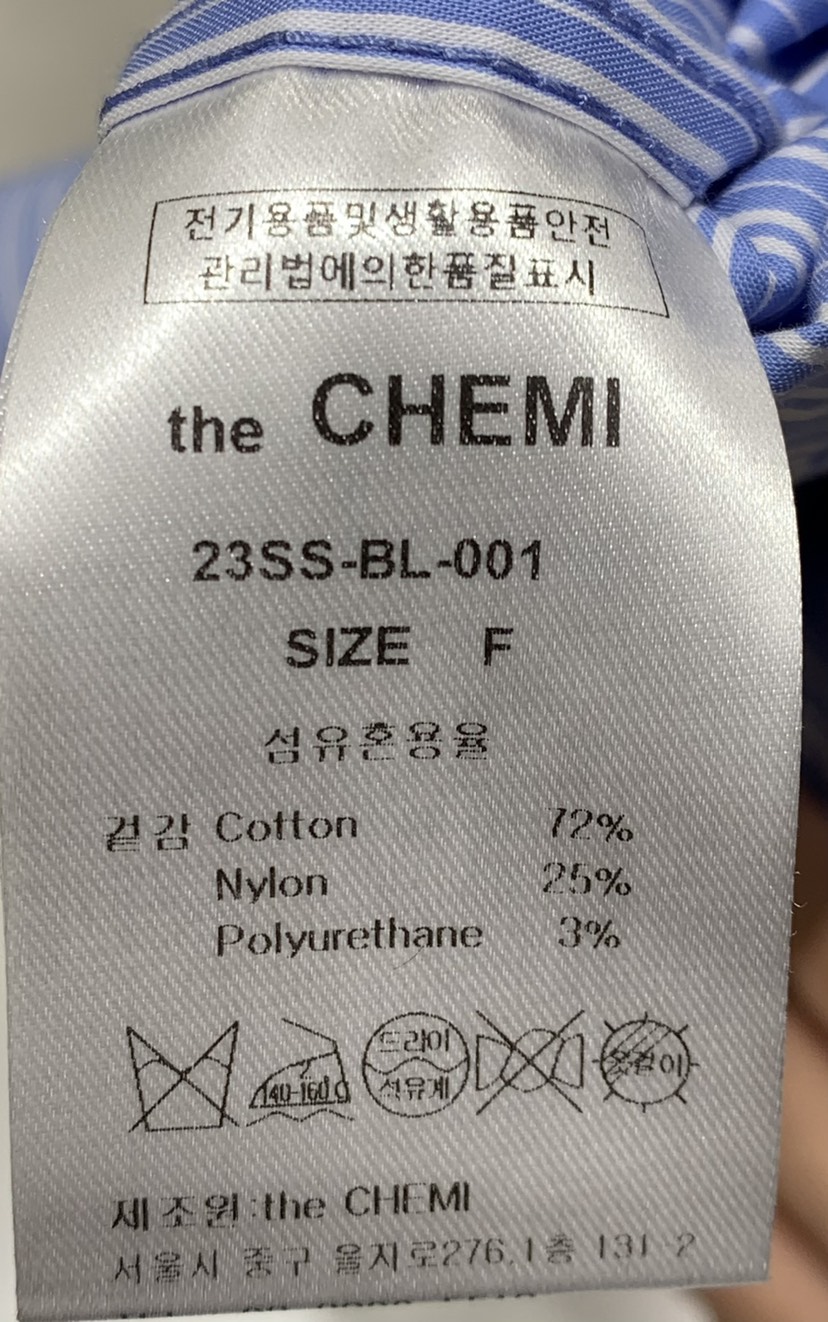 전기용품및생활용품안전
관리법에의한품질표시
the CHEMI
23SS-BL-001
SIZE F
섬유혼용율
겉감 Cotton 72%
Nylon 25%
Polyurethane 3%
2
140-160℃
드라이
석유계
옷걸이
제조원:the CHEMI
서울시 중구 을지로276.1층 131-2